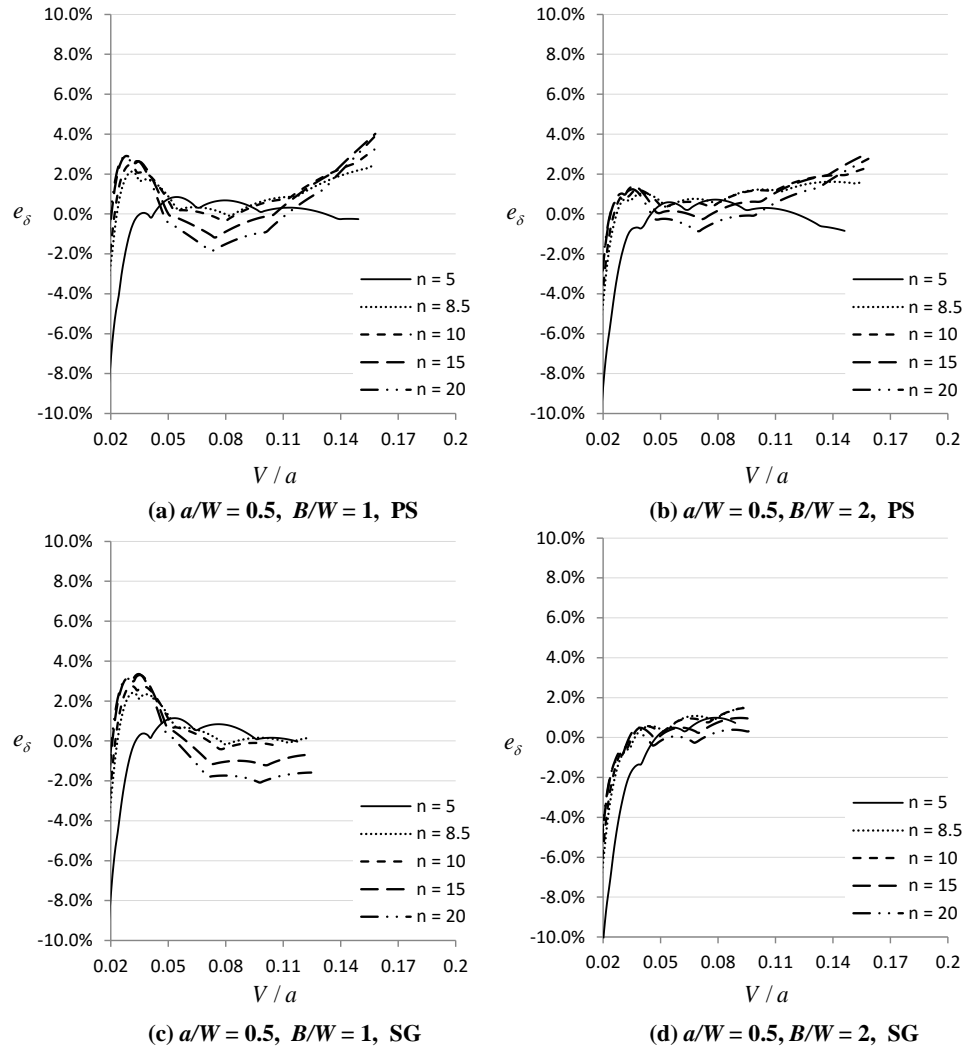 10.0%
8.0%
6.0%
4.0%
2.0%
e_δ 0.0%
-2.0%
-4.0%
-6.0%
-8.0%
-10.0%
n = 5
n = 8.5
n = 10
n = 15
n = 20
0.02 0.05 0.08 0.11 0.14 0.17 0.2
V / a
(a) a/W = 0.5, B/W = 1, PS
10.0%
8.0%
6.0%
4.0%
2.0%
e_δ 0.0%
-2.0%
-4.0%
-6.0%
-8.0%
-10.0%
n = 5
n = 8.5
n = 10
n = 15
n = 20
0.02 0.05 0.08 0.11 0.14 0.17 0.2
V / a
(b) a/W = 0.5, B/W = 2, PS
10.0%
8.0%
6.0%
4.0%
2.0%
e_δ 0.0%
-2.0%
-4.0%
-6.0%
-8.0%
-10.0%
n = 5
n = 8.5
n = 10
n = 15
n = 20
0.02 0.05 0.08 0.11 0.14 0.17 0.2
V / a
(c) a/W = 0.5, B/W = 1, SG
10.0%
8.0%
6.0%
4.0%
2.0%
e_δ 0.0%
-2.0%
-4.0%
-6.0%
-8.0%
-10.0%
n = 5
n = 8.5
n = 10
n = 15
n = 20
0.02 0.05 0.08 0.11 0.14 0.17 0.2
V / a
(d) a/W = 0.5, B/W = 2, SG